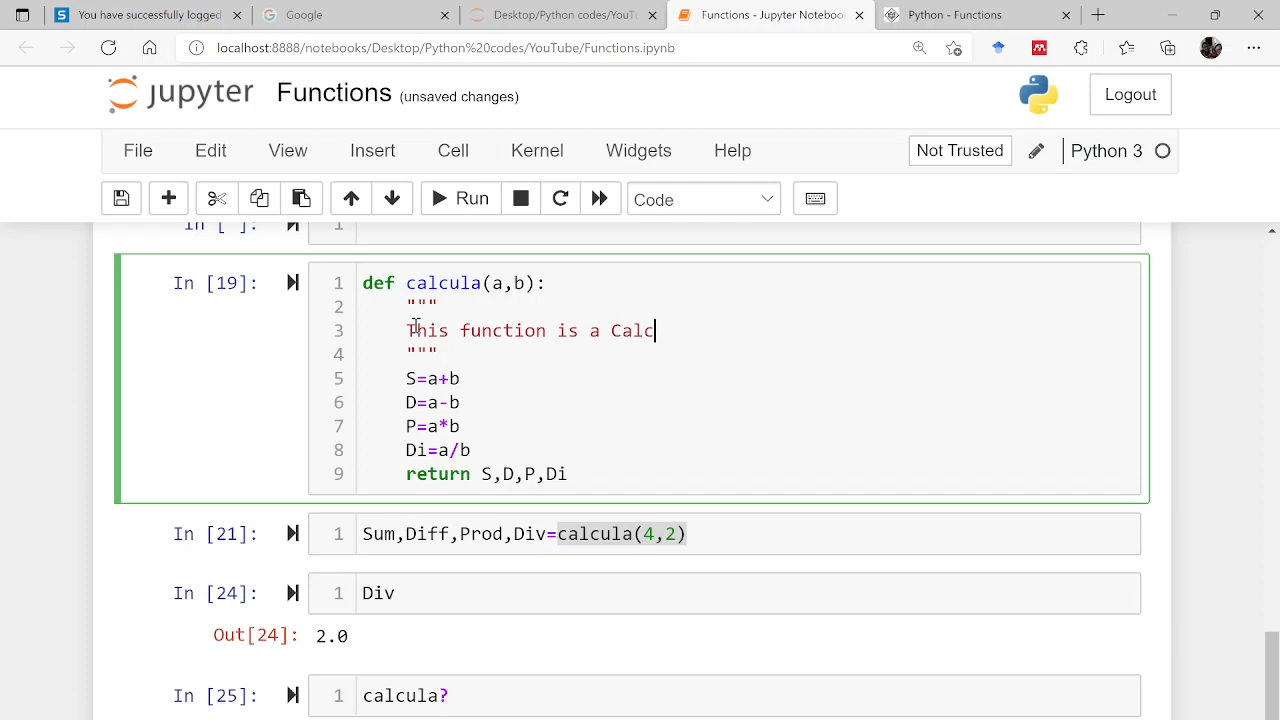 You have successfully logged
Google
Desktop/Python codes/YouTu
Functions - Jupyter Notebook
Python - Functions
localhost:8888/notebooks/Desktop/Python%20codes/YouTube/Functions.ipynb
jupyter Functions (unsaved changes)
Logout
File Edit View Insert Cell Kernel Widgets Help
Not Trusted
Python 3
Run
Code
In [ ]: 1
In [19]:
1 def calcula(a,b):
2 """
3 This function is a Calc
4 """
5 S=a+b
6 D=a-b
7 P=a*b
8 Di=a/b
9 return S,D,P,Di
In [21]: 1 Sum,Diff,Prod,Div=calcula(4,2)
In [24]: 1 Div
Out[24]: 2.0
In [25]: 1 calcula?